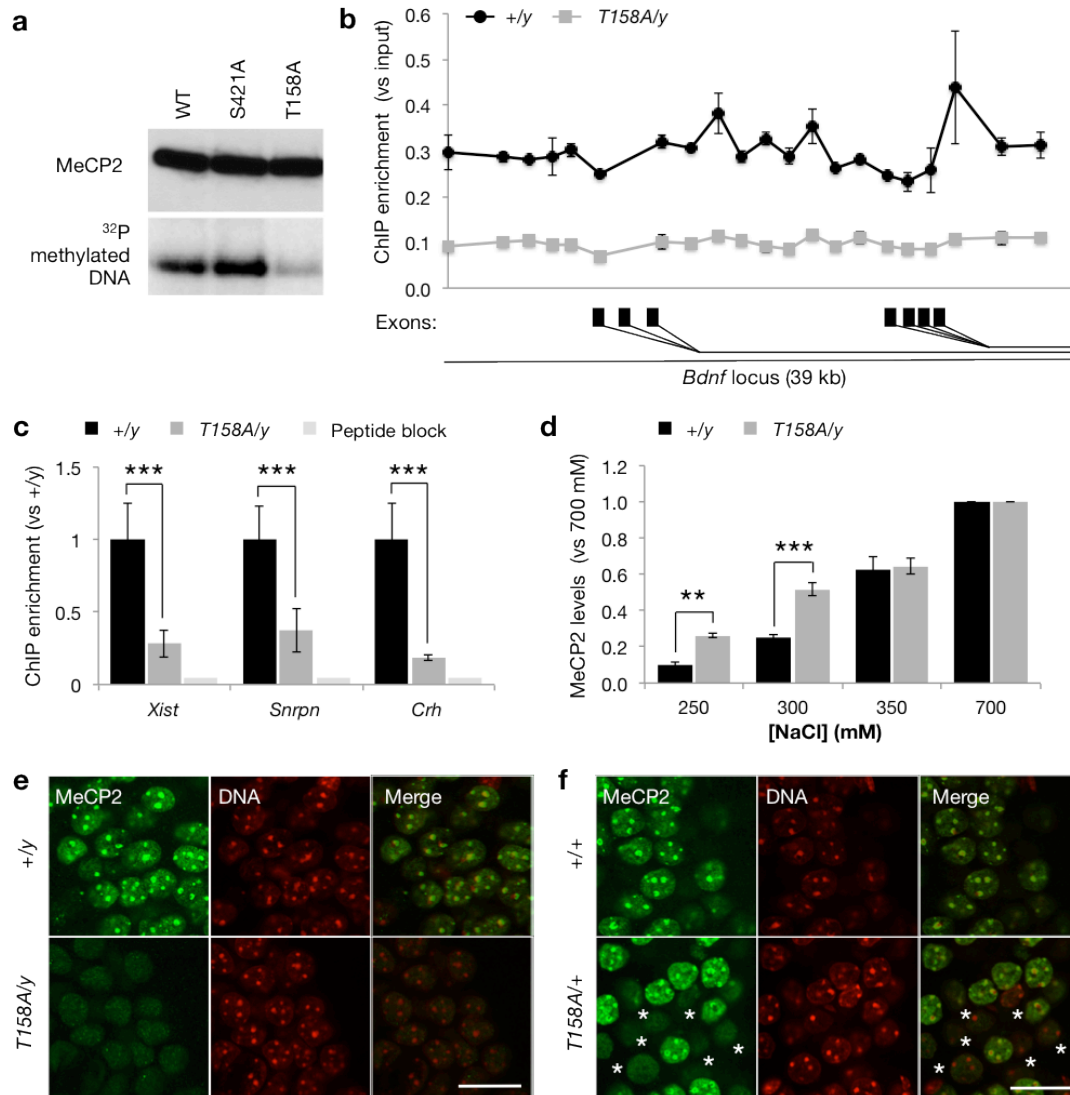 a
WT
S421A
T158A
MeCP2
32P
methylated
DNA
b
+/y T158A/y
ChIP enrichment (vs input)
0.6
0.5
0.4
0.3
0.2
0.1
0.0
Exons:
Bdnf locus (39 kb)
c
+/y T158A/y Peptide block
ChIP enrichment (vs +/y)
1.5
1
0.5
0
*** *** ***
Xist Snrpn Crh
d
+/y T158A/y
MeCP2 levels (vs 700 mM)
1.2
1.0
0.8
0.6
0.4
0.2
0.0
** ***
250 300 350 700
[NaCl] (mM)
e
MeCP2 DNA Merge
+/y
T158A/y
f
MeCP2 DNA Merge
+/+
T158A/+
* * * *
* * * *
* * * *